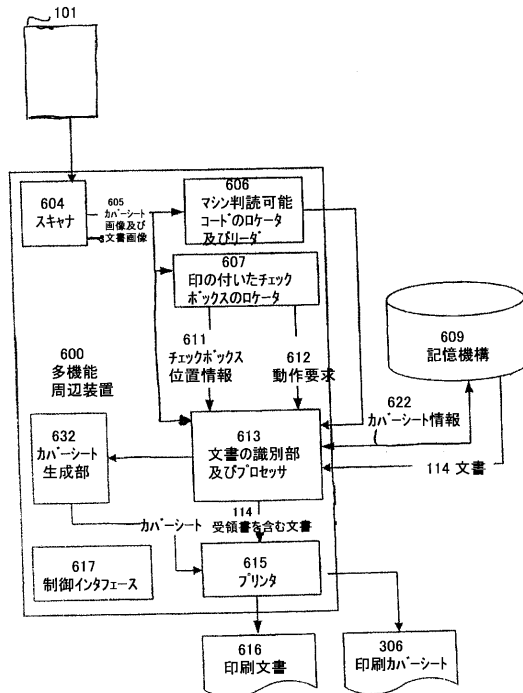 101
604
スキャナ
605
カバーシート
画像及び
文書画像
606
マシン判読可能
コードのロケータ
及びリーダ
607
印の付いたチェック
ボックスのロケータ
611
チェックボックス
位置情報
612
動作要求
600
多機能
周辺装置
609
記憶機構
622
カバーシート情報
613
文書の識別部
及びプロセッサ
632
カバーシート
生成部
114 文書
カバーシート
114
受領書を含む文書
617
制御インタフェース
615
プリンタ
616
印刷文書
306
印刷カバーシート